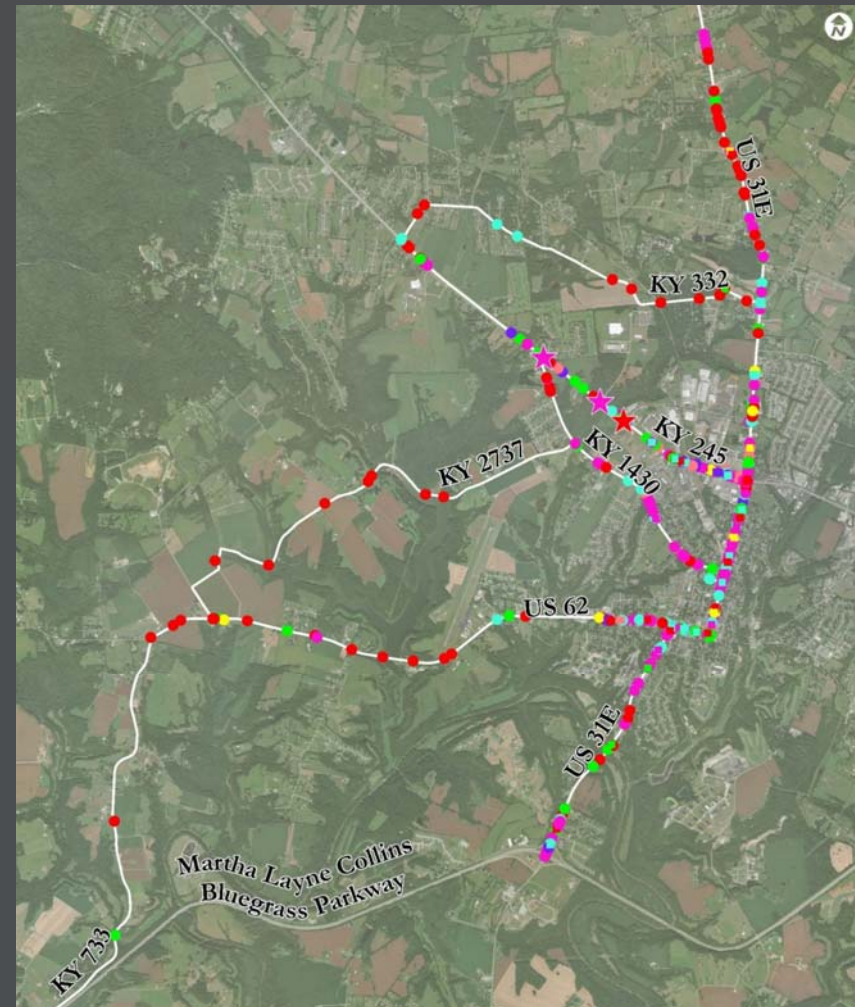 N
US 31E
KY 332
KY 245
KY 1430
KY 2737
US 62
US 31E
Martha Layne Collins
Bluegrass Parkway
KY 733